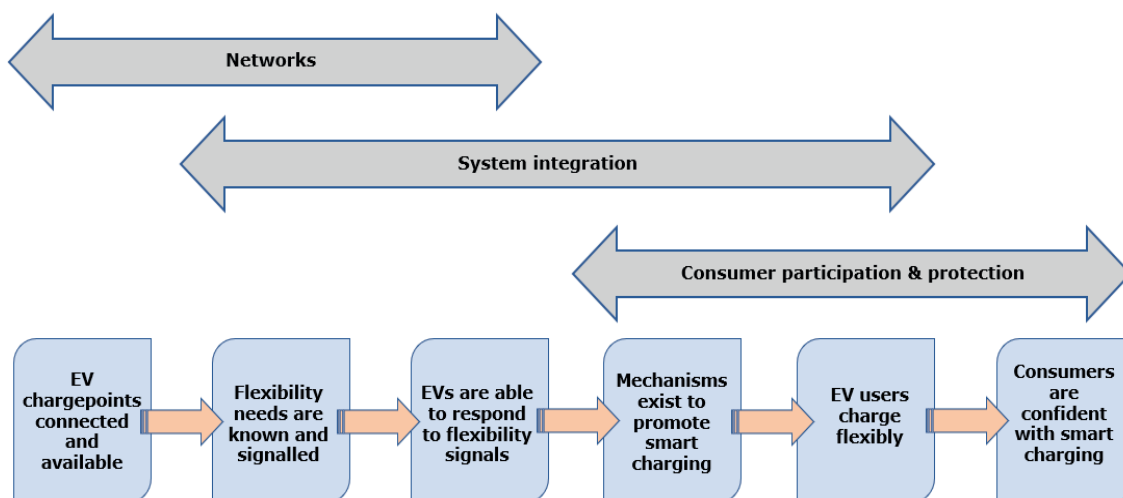 Networks
System integration
Consumer participation & protection
EV
chargepoints
connected
and
available
Flexibility
needs are
known and
signalled
EVs are able
to respond
to flexibility
signals
Mechanisms
exist to
promote
smart
charging
EV users
charge
flexibly
Consumers
are
confident
with smart
charging